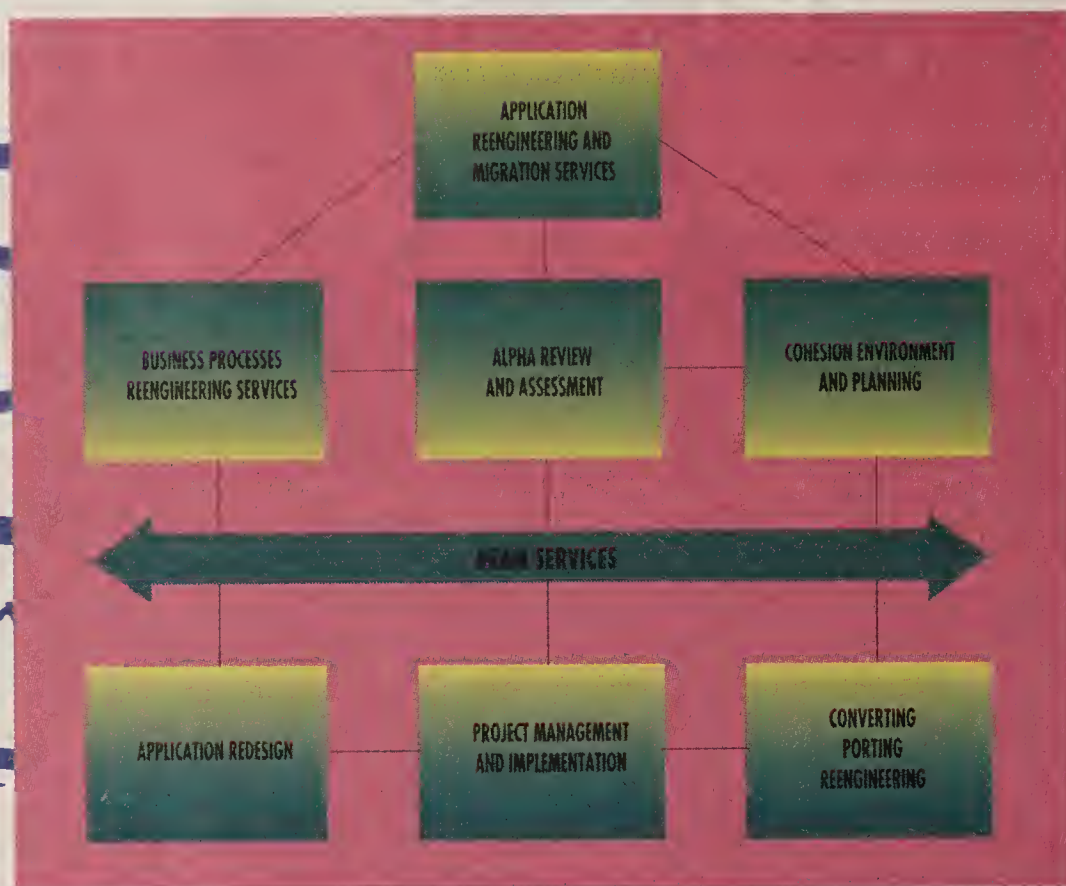 APPLICATION
REENGINEERING AND
MIGRATION SERVICES
BUSINESS PROCESSES
REENGINEERING SERVICES
ALPHA REVIEW
AND ASSESSMENT
COHESION ENVIRONMENT
AND PLANNING
SERVICES
APPLICATION REDESIGN
PROJECT MANAGEMENT
AND IMPLEMENTATION
CONVERTING
PORTING
REENGINEERING